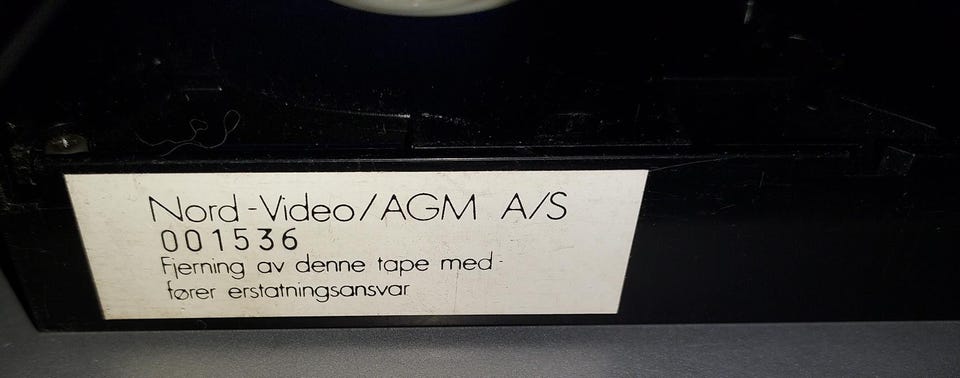 Nord-Video/AGM A/S
001536
Fjerning av denne tape med-
fører erstatningsansvar